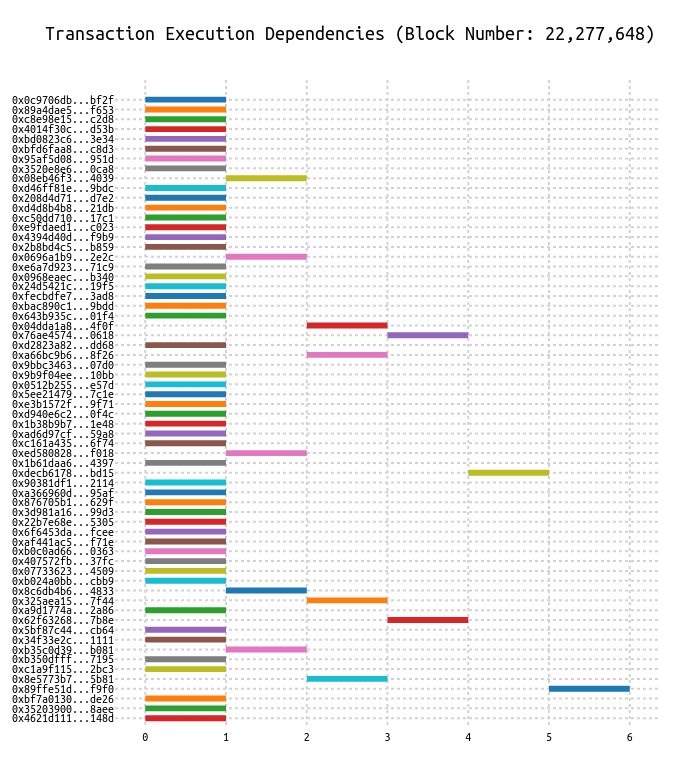 Transaction Execution Dependencies (Block Number: 22,277,648)
0x0c9706db...bf2f
0x89a4dae5...f653
0xc8e98e15...c2d8
0x4014f30c...d53b
0xbd0823c6...3e34
0xbfd6faa8...c8d3
0x95af5d08...951d
0x3520e8e6...0ca8
0x08eb46f3...4039
0xd46ff81e...9bdc
0x208d4d71...d7e2
0xd4d8b4b8...21db
0xc50dd710...17c1
0xe9fdaed1...c023
0x4394d40d...f9b9
0x2b8bd4c5...b859
0x0696a1b9...2e2c
0xe6a7d923...71c9
0x0968eaec...b340
0x24d5421c...19f5
0xfecbdfe7...3ad8
0xbac890c1...9bdd
0x643b935c...01f4
0x04dda1a8...4f0f
0x76ae4574...0618
0xd2823a82...dd68
0xa66bc9b6...8f26
0x9bbc3463...07d0
0x9b9f04ee...10bb
0x0512b255...e57d
0x5ee21479...7c1e
0xe3b1572f...9f71
0xd940e6c2...0f4c
0x1b38b9b7...1e48
0xad6d97cf...59a8
0xc161a435...6f74
0xed580828...f018
0x1b61daa6...4397
0xdecb6178...bd15
0x90381df1...2114
0xa366960d...95af
0x876705b1...629f
0x3d981a16...99d3
0x22b7e68e...5305
0x6f6453da...fcee
0xaf441ac5...f71e
0xb0c0ad66...0363
0x407572fb...37fc
0x07733623...4509
0xb024a0bb...cbb9
0x8c6db4b6...4833
0x325aea15...7f44
0xa9d1774a...2a86
0x62f63268...7b8e
0x5bf87c44...cb64
0x34f33e2c...1111
0xb35c0d39...b081
0xb350dfff...7195
0xc1a9f115...2bc3
0x8e5773b7...5b81
0x89ffe51d...f9f0
0xbf7a0130...de26
0x35203900...8aee
0x4621d111...148d
0 1 2 3 4 5 6